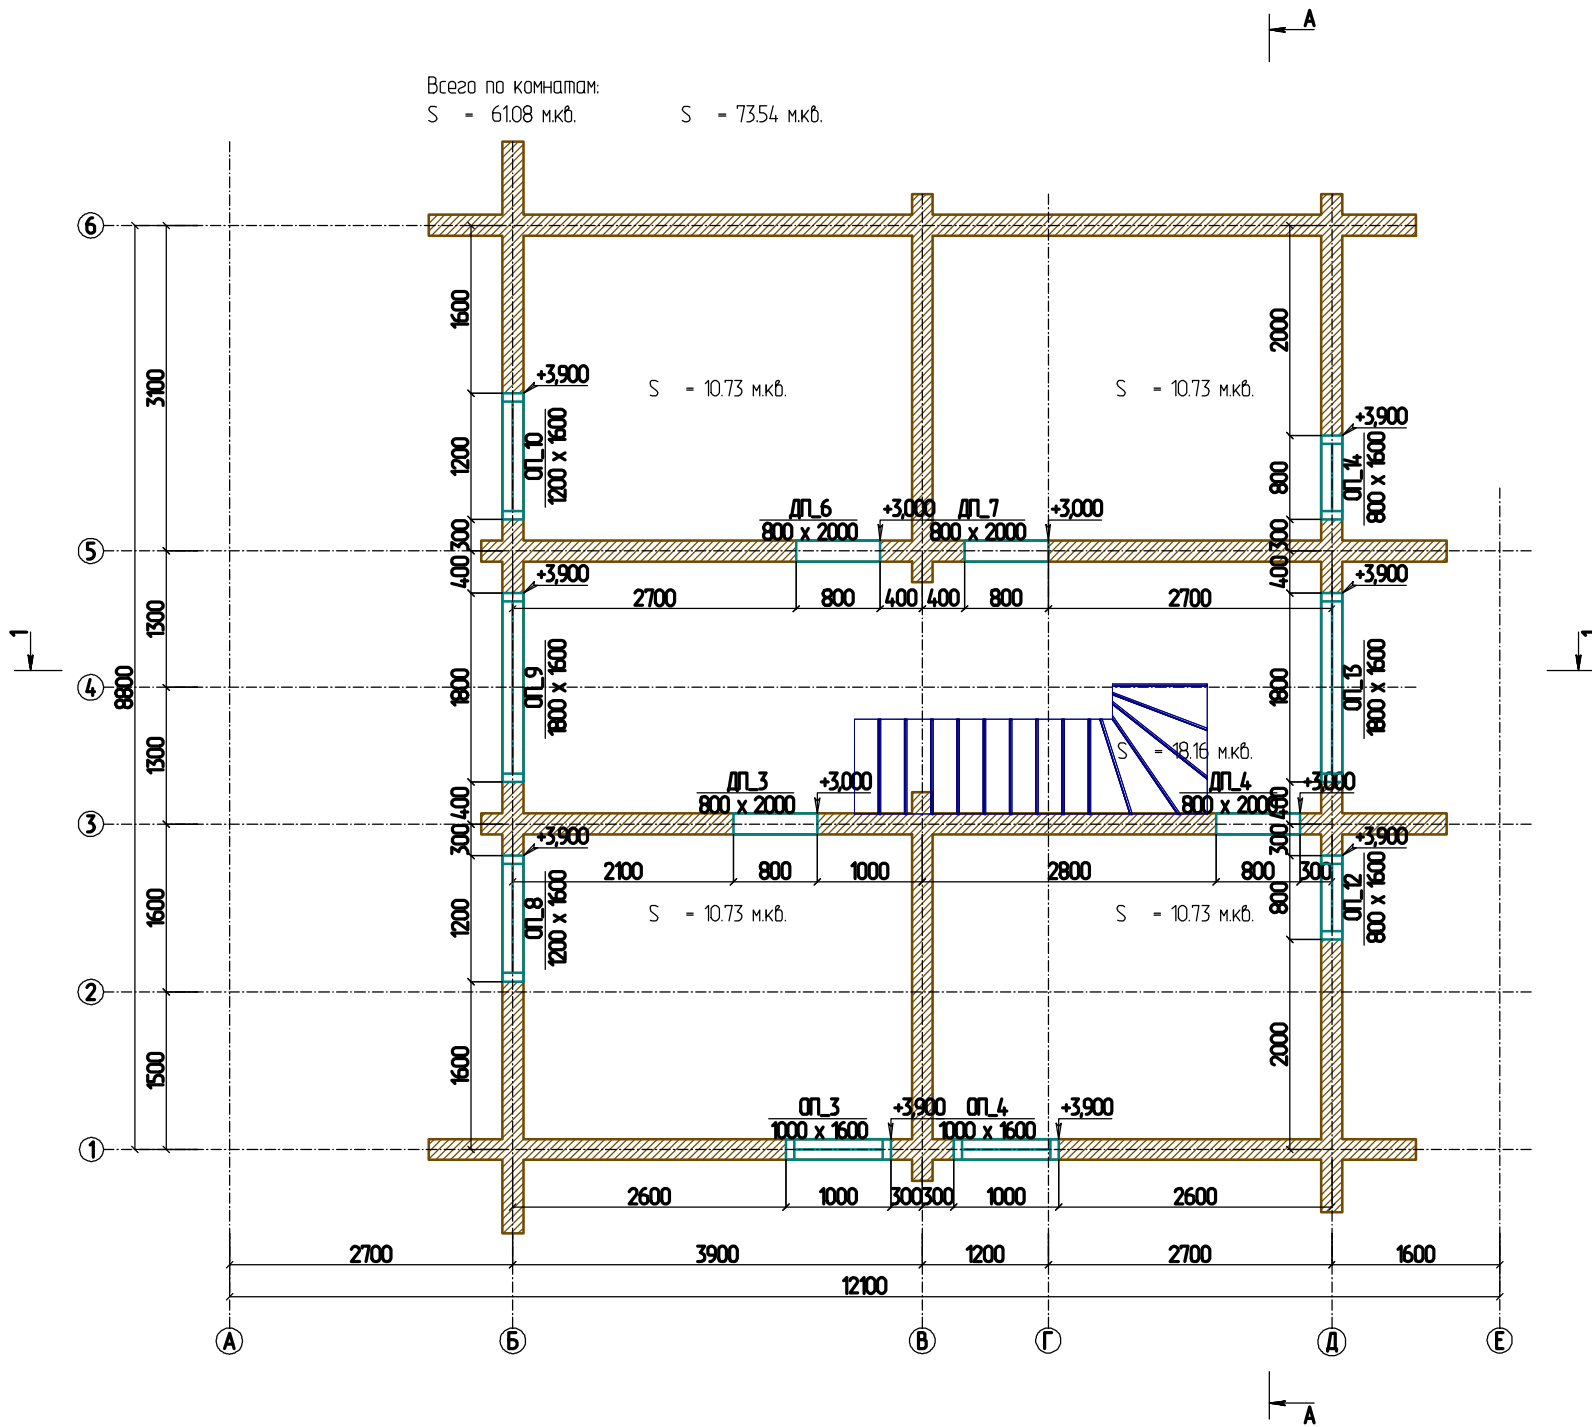 А
Всего по комнатам:
S = 61.08 м.кв. S = 73.54 м.кв.
6
5
4
3
2
1
8800
3100
1300
1300
1600
1500
1600
1200
300
400
1800
400
300
1200
1600
+3,900
ОП_10
1200 x 1600
+3,900
ОП_9
1800 x 1600
+3,900
ОП_8
1200 x 1600
S = 10.73 м.кв.
S = 10.73 м.кв.
2000
800
300
400
1800
400
300
800
2000
+3,900
ОП_14
800 x 1600
+3,900
ОП_13
1800 x 1600
+3,900
ОП_12
800 x 1600
ДП_6
800 x 2000
+3,000
ДП_7
800 x 2000
+3,000
2700 800 400 400 800 2700
1
1
S = 18.16 м.кв.
ДП_3
800 x 2000
+3,000
ДП_4
800 x 2000
+3,000
2100 800 1000 2800 800 300
S = 10.73 м.кв.
S = 10.73 м.кв.
ОП_3
1000 x 1600
+3,900
ОП_4
1000 x 1600
+3,900
2600 1000 300 300 1000 2600
2700 3900 1200 2700 1600
12100
А Б В Г Д Е
А